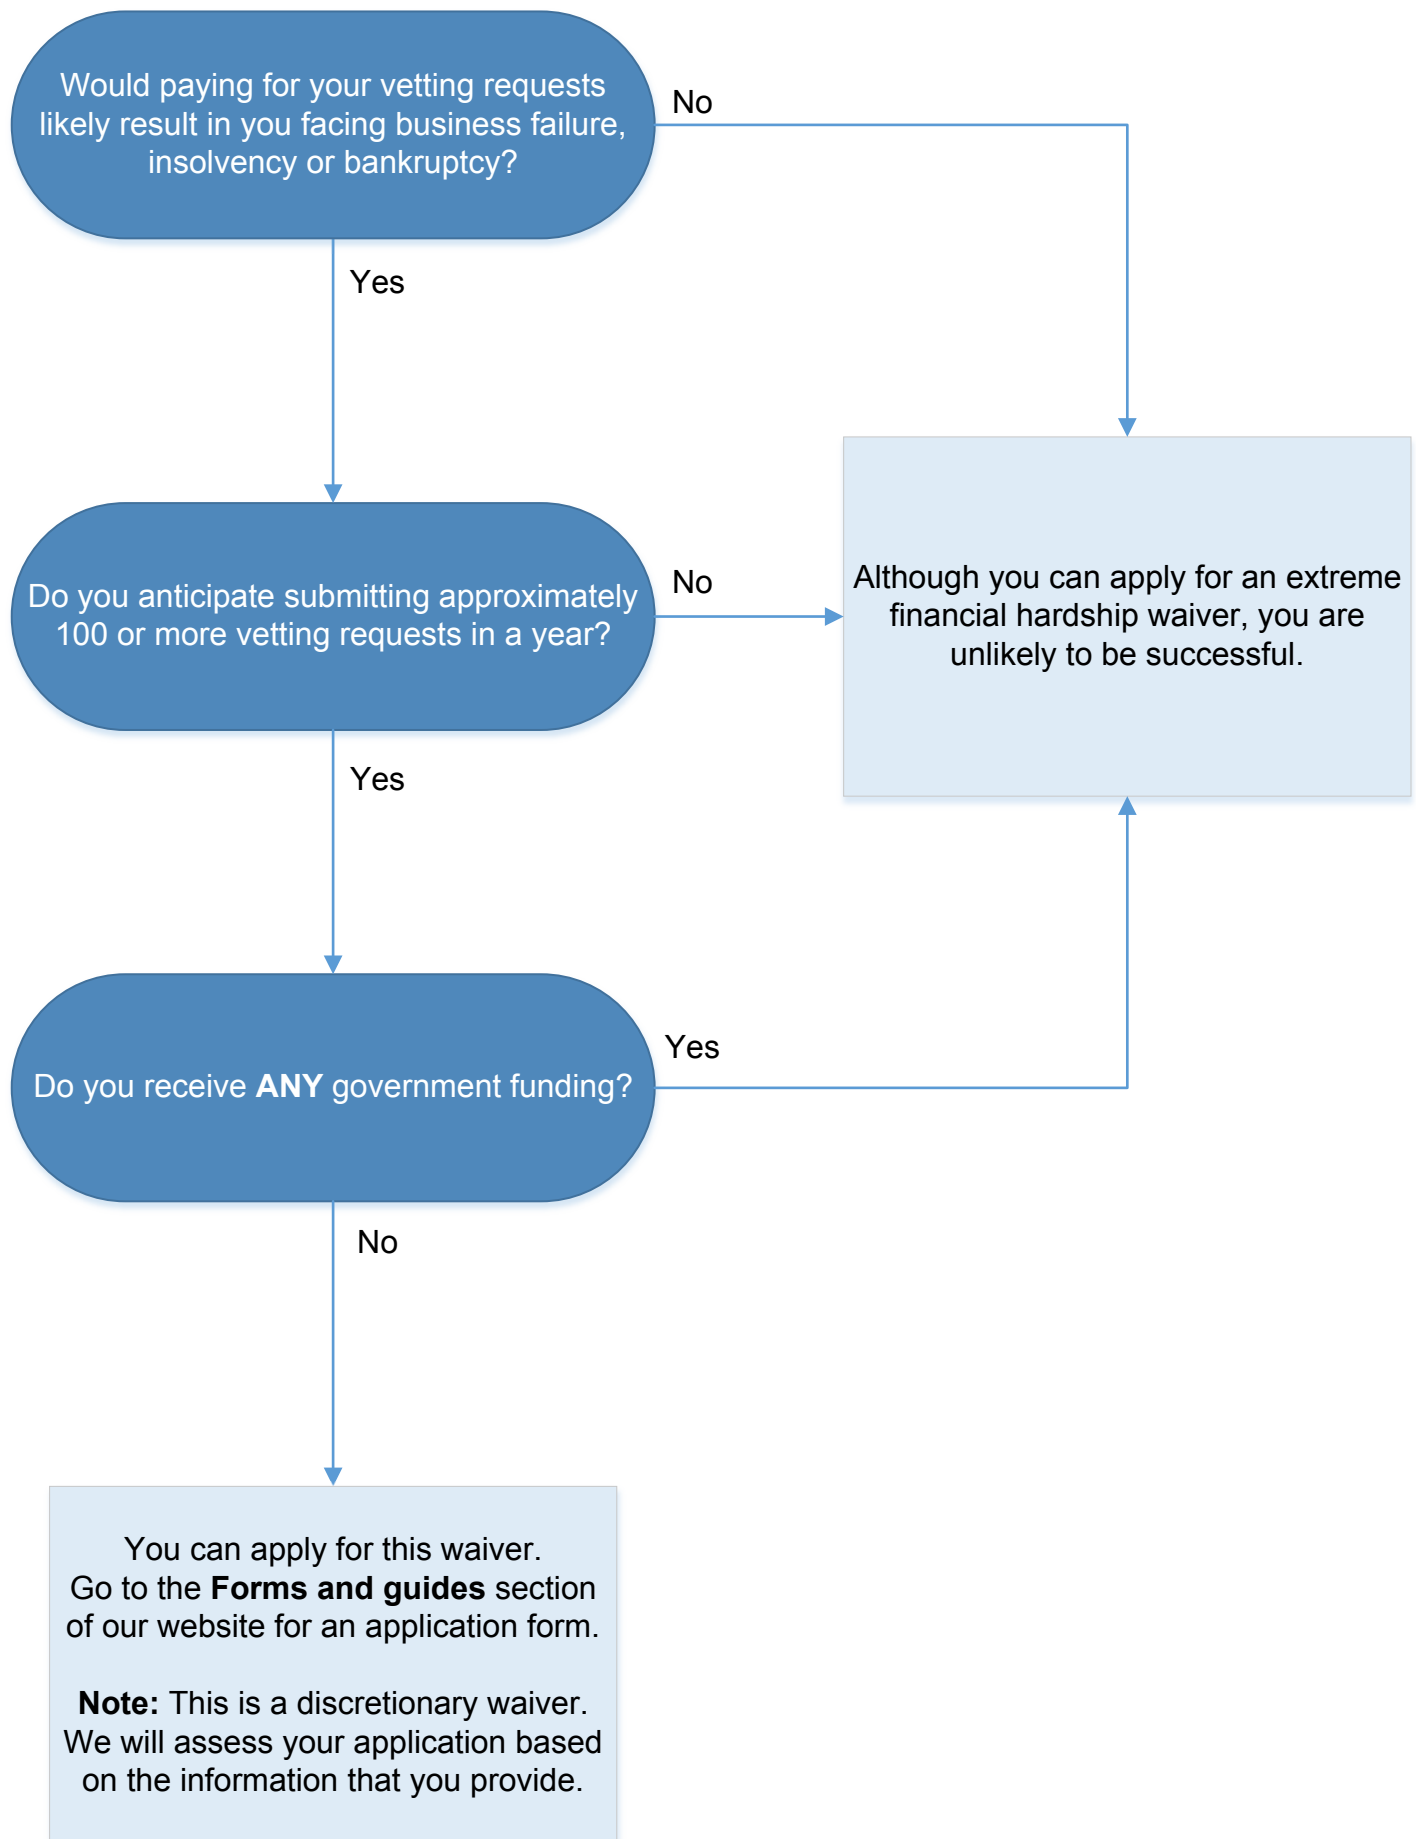 Would paying for your vetting requests
likely result in you facing business failure,
insolvency or bankruptcy?
No
Yes
Do you anticipate submitting approximately
100 or more vetting requests in a year?
No
Although you can apply for an extreme
financial hardship waiver, you are
unlikely to be successful.
Yes
Do you receive ANY government funding?
Yes
No
You can apply for this waiver.
Go to the Forms and guides section
of our website for an application form.
Note: This is a discretionary waiver.
We will assess your application based
on the information that you provide.